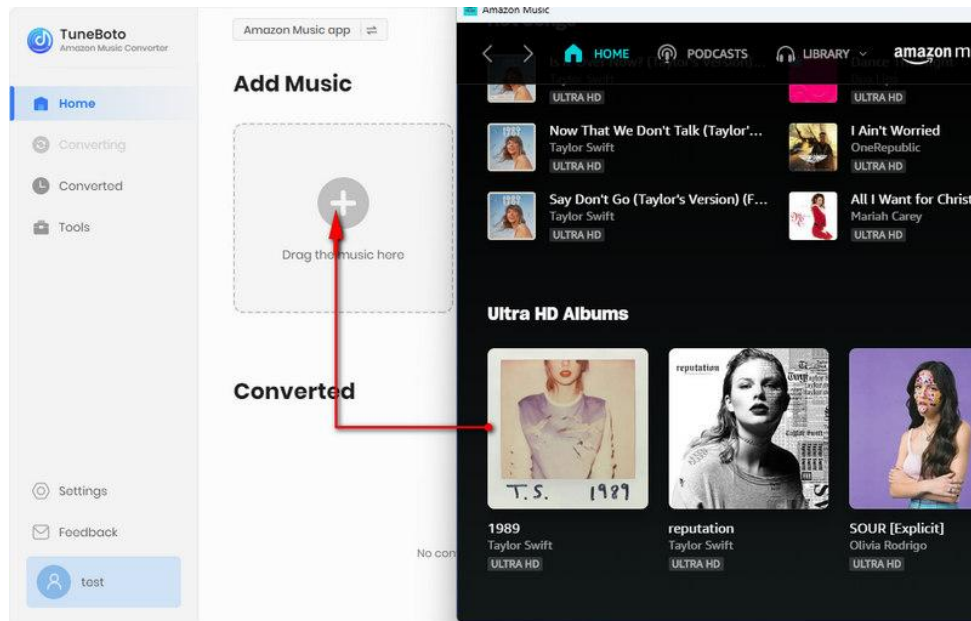 TuneBoto
Amazon Music Converter
Home
Converting
Converted
Tools
Settings
Feedback
test
Amazon Music app
Add Music
Drag the music here
Converted
No con
Amazon Music
HOME
PODCASTS
LIBRARY
amazon m
Taylor Swift
ULTRA HD
ULTRA HD
Now That We Don't Talk (Taylor'...
Taylor Swift
ULTRA HD
I Ain't Worried
OneRepublic
ULTRA HD
Say Don't Go (Taylor's Version) (F...
Taylor Swift
ULTRA HD
All I Want for Christ
Mariah Carey
ULTRA HD
Ultra HD Albums
T.S. 1989
reputation
1989
Taylor Swift
ULTRA HD
reputation
Taylor Swift
ULTRA HD
SOUR [Explicit]
Olivia Rodrigo
ULTRA HD